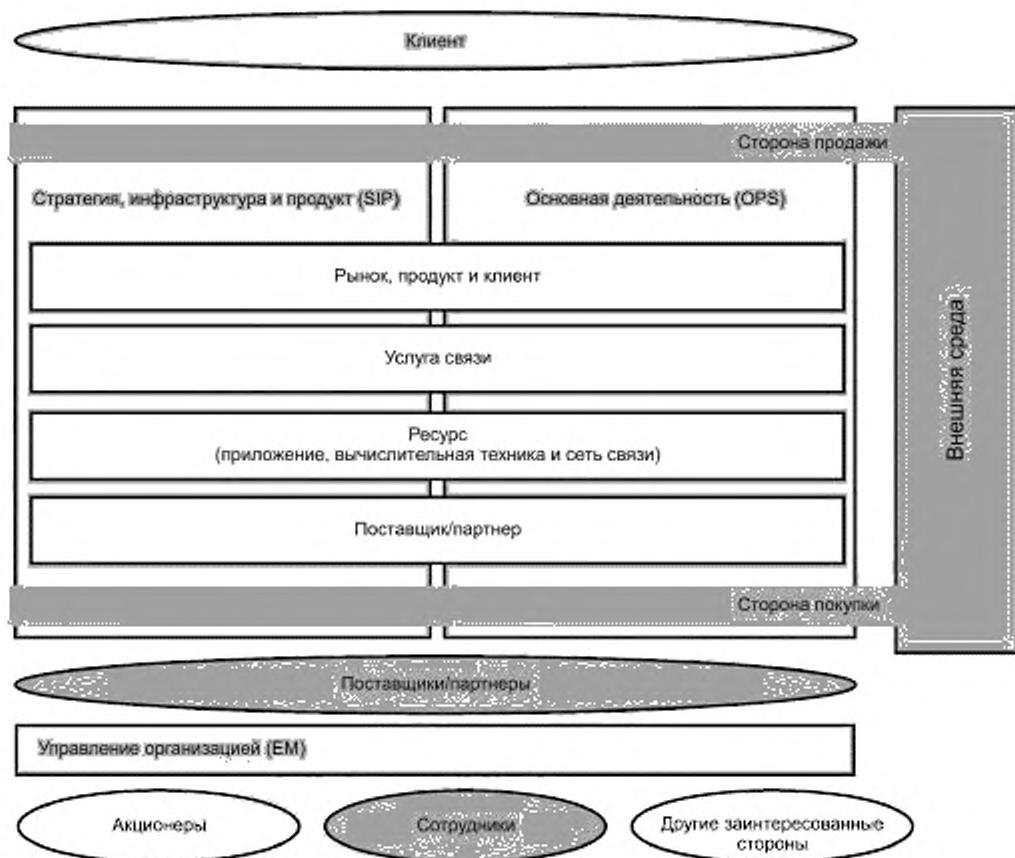 Клиент
Сторона продажи
Стратегия, инфраструктура и продукт (SIP)
Основная деятельность (OPS)
Рынок, продукт и клиент
Услуга связи
Ресурс
(приложение, вычислительная техника и сеть связи)
Поставщик/партнер
Внешняя среда
Сторона покупки
Поставщики/партнеры
Управление организацией (EM)
Акционеры
Сотрудники
Другие заинтересованные
стороны